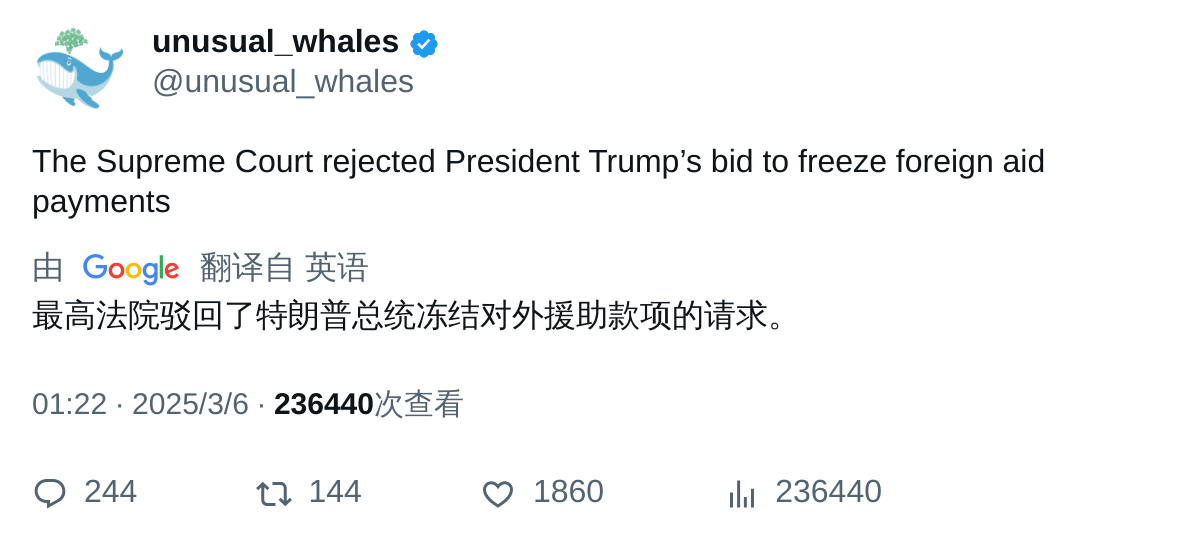 unusual_whales
@unusual_whales
The Supreme Court rejected President Trump’s bid to freeze foreign aid
payments
由 Google 翻译自 英语
最高法院驳回了特朗普总统冻结对外援助款项的请求。
01:22 · 2025/3/6 · 236440次查看
244 144 1860 236440